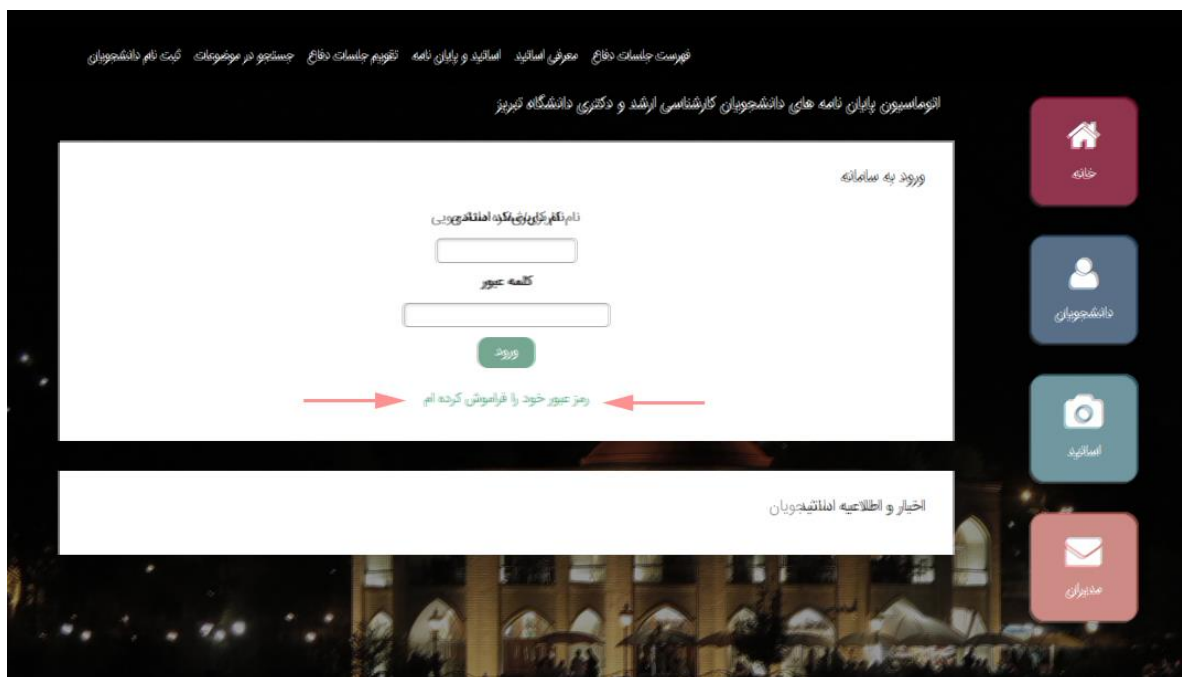 فهرست جلسات دفاع معرفی اساتید اساتید و پایان نامه تقویم جلسات دفاع جستجو در موضوعات ثبت نام دانشجویان
اتوماسیون پایان نامه های دانشجویان کارشناسی ارشد و دکتری دانشگاه تبریز
خانه
دانشجویان
اساتید
مدیران
ورود به سامانه
کلمه عبور
ورود
رمز عبور خود را فراموش کرده ام
اخبار و اطلاعیه